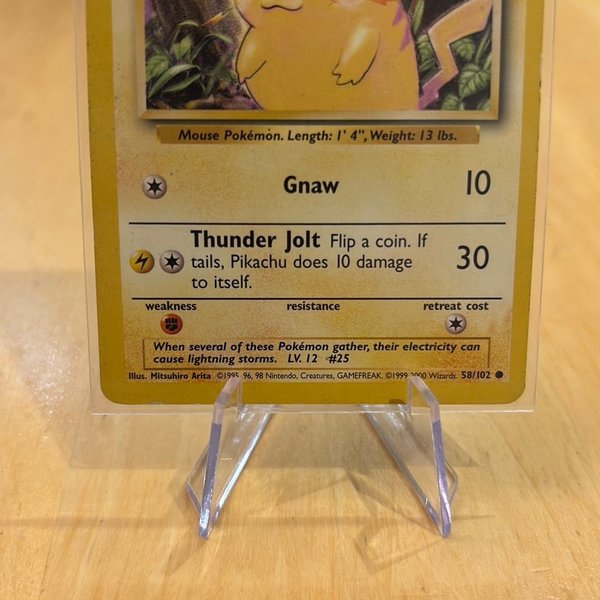 Mouse Pokémon. Length: 1' 4", Weight: 13 lbs.
Gnaw 10
Thunder Jolt Flip a coin. If
tails, Pikachu does 10 damage 30
to itself.
weakness resistance retreat cost
When several of these Pokémon gather, their electricity can
cause lightning storms. LV. 12 #25
Illus. Mitsuhiro Arita ©1995, 96, 98 Nintendo, Creatures, GAMEFREAK. ©1999-2000 Wizards. 58/102